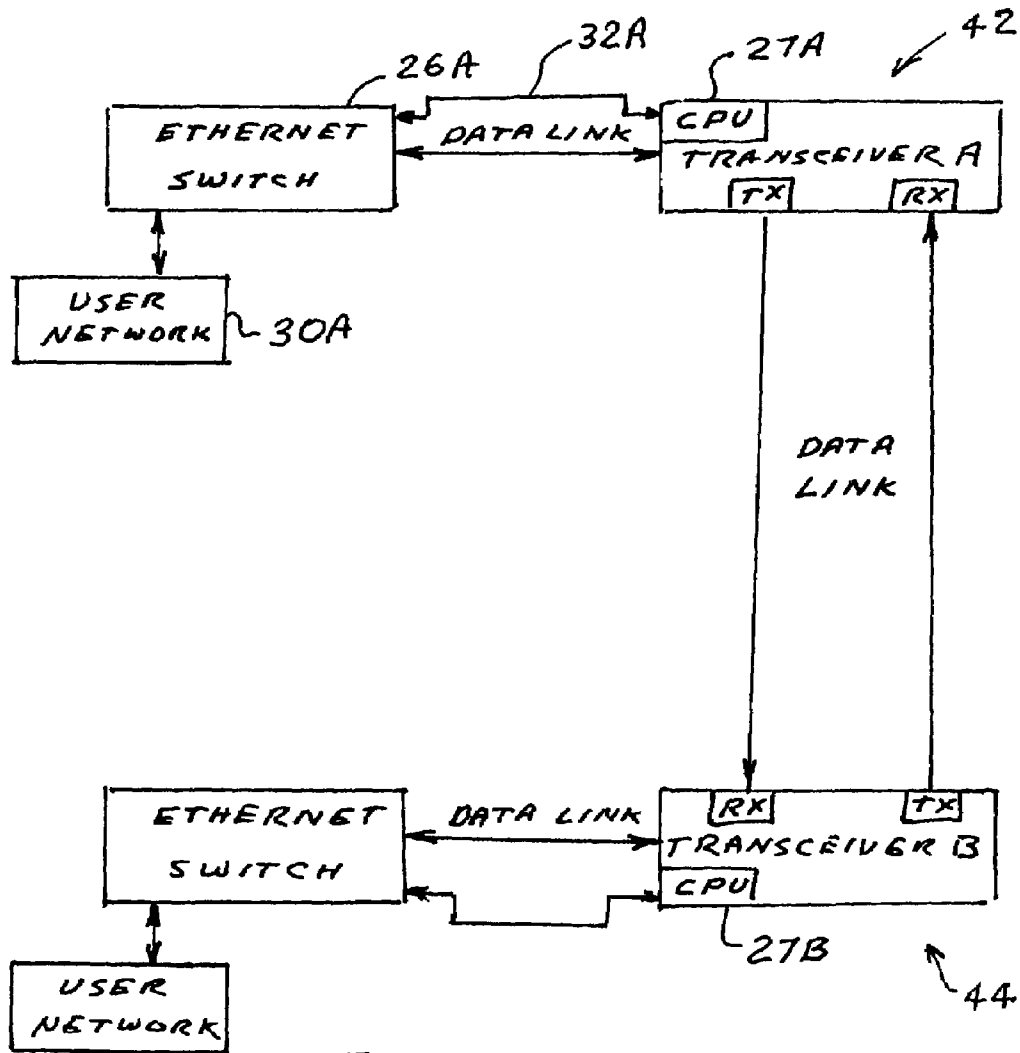 42
32A
27A
26A
ETHERNET
SWITCH
DATA LINK
CPU
TRANSCEIVER A
TX
RX
USER
NETWORK
30A
DATA
LINK
ETHERNET
SWITCH
DATA LINK
RX
TX
TRANSCEIVER B
CPU
27B
44
USER
NETWORK